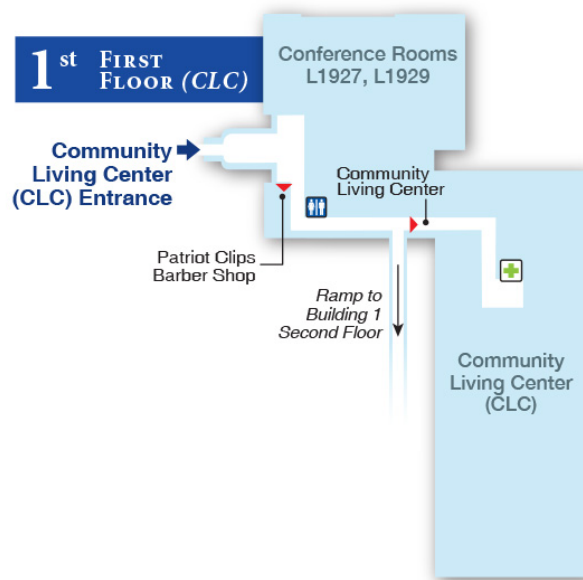 1st FIRST
FLOOR (CLC)
Conference Rooms
L1927, L1929
Community
Living Center
(CLC) Entrance
Community
Living Center
Patriot Clips
Barber Shop
Ramp to
Building 1
Second Floor
Community
Living Center
(CLC)